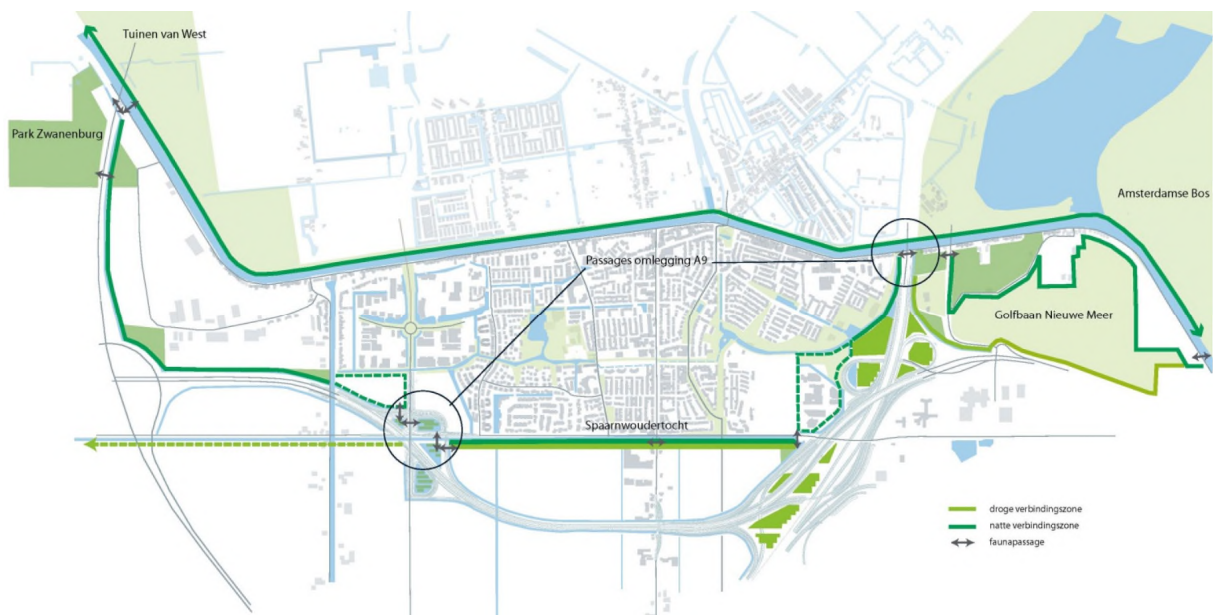 Tuinen van West
Park Zwanenburg
Amsterdamse Bos
Passages omlegging A9
Golfbaan Nieuwe Meer
Spaarnwoudertocht
droge verbindingszone
natte verbindingszone
faunapassage